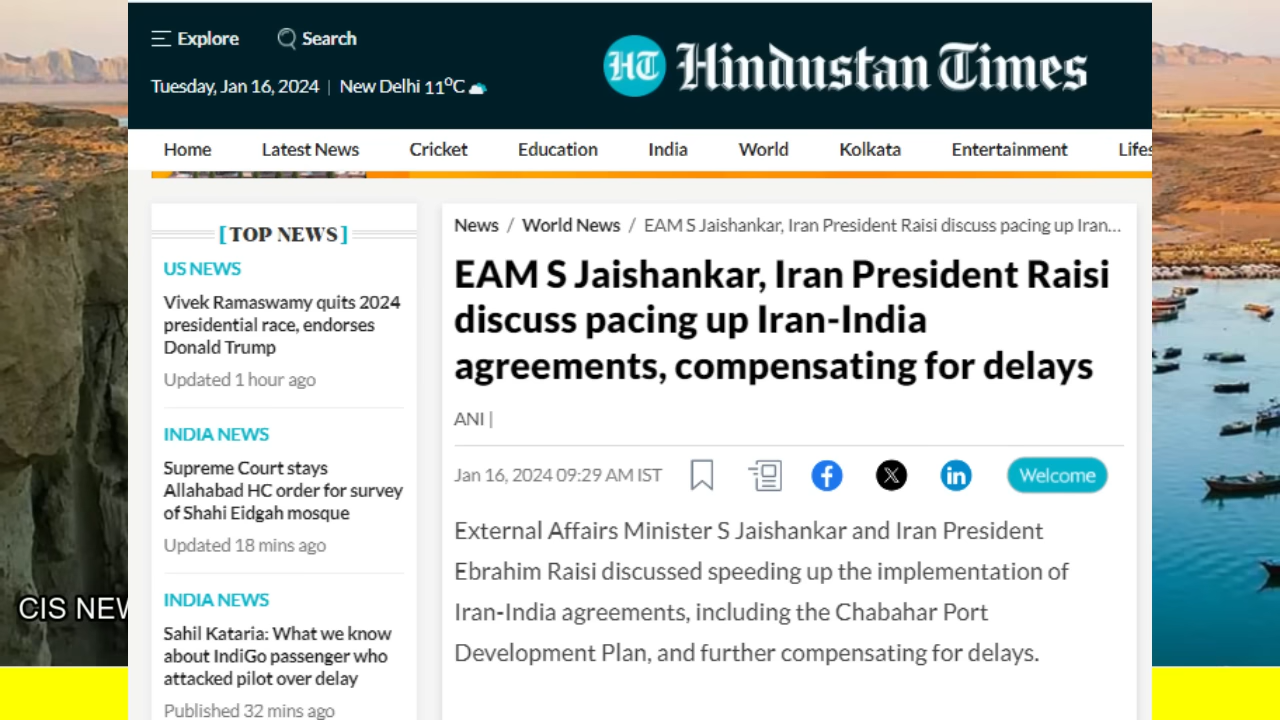 Explore
Search
Tuesday, Jan 16, 2024 | New Delhi 11°C
HT Hindustan Times
Home
Latest News
Cricket
Education
India
World
Kolkata
Entertainment
Lifes
[ TOP NEWS ]
US NEWS
Vivek Ramaswamy quits 2024
presidential race, endorses
Donald Trump
Updated 1 hour ago
INDIA NEWS
Supreme Court stays
Allahabad HC order for survey
of Shahi Eidgah mosque
Updated 18 mins ago
INDIA NEWS
Sahil Kataria: What we know
about IndiGo passenger who
attacked pilot over delay
Published 32 mins ago
News / World News / EAM S Jaishankar, Iran President Raisi discuss pacing up Iran...
EAM S Jaishankar, Iran President Raisi
discuss pacing up Iran-India
agreements, compensating for delays
ANI |
Jan 16, 2024 09:29 AM IST
Welcome
External Affairs Minister S Jaishankar and Iran President
Ebrahim Raisi discussed speeding up the implementation of
Iran-India agreements, including the Chabahar Port
Development Plan, and further compensating for delays.
CIS NEW